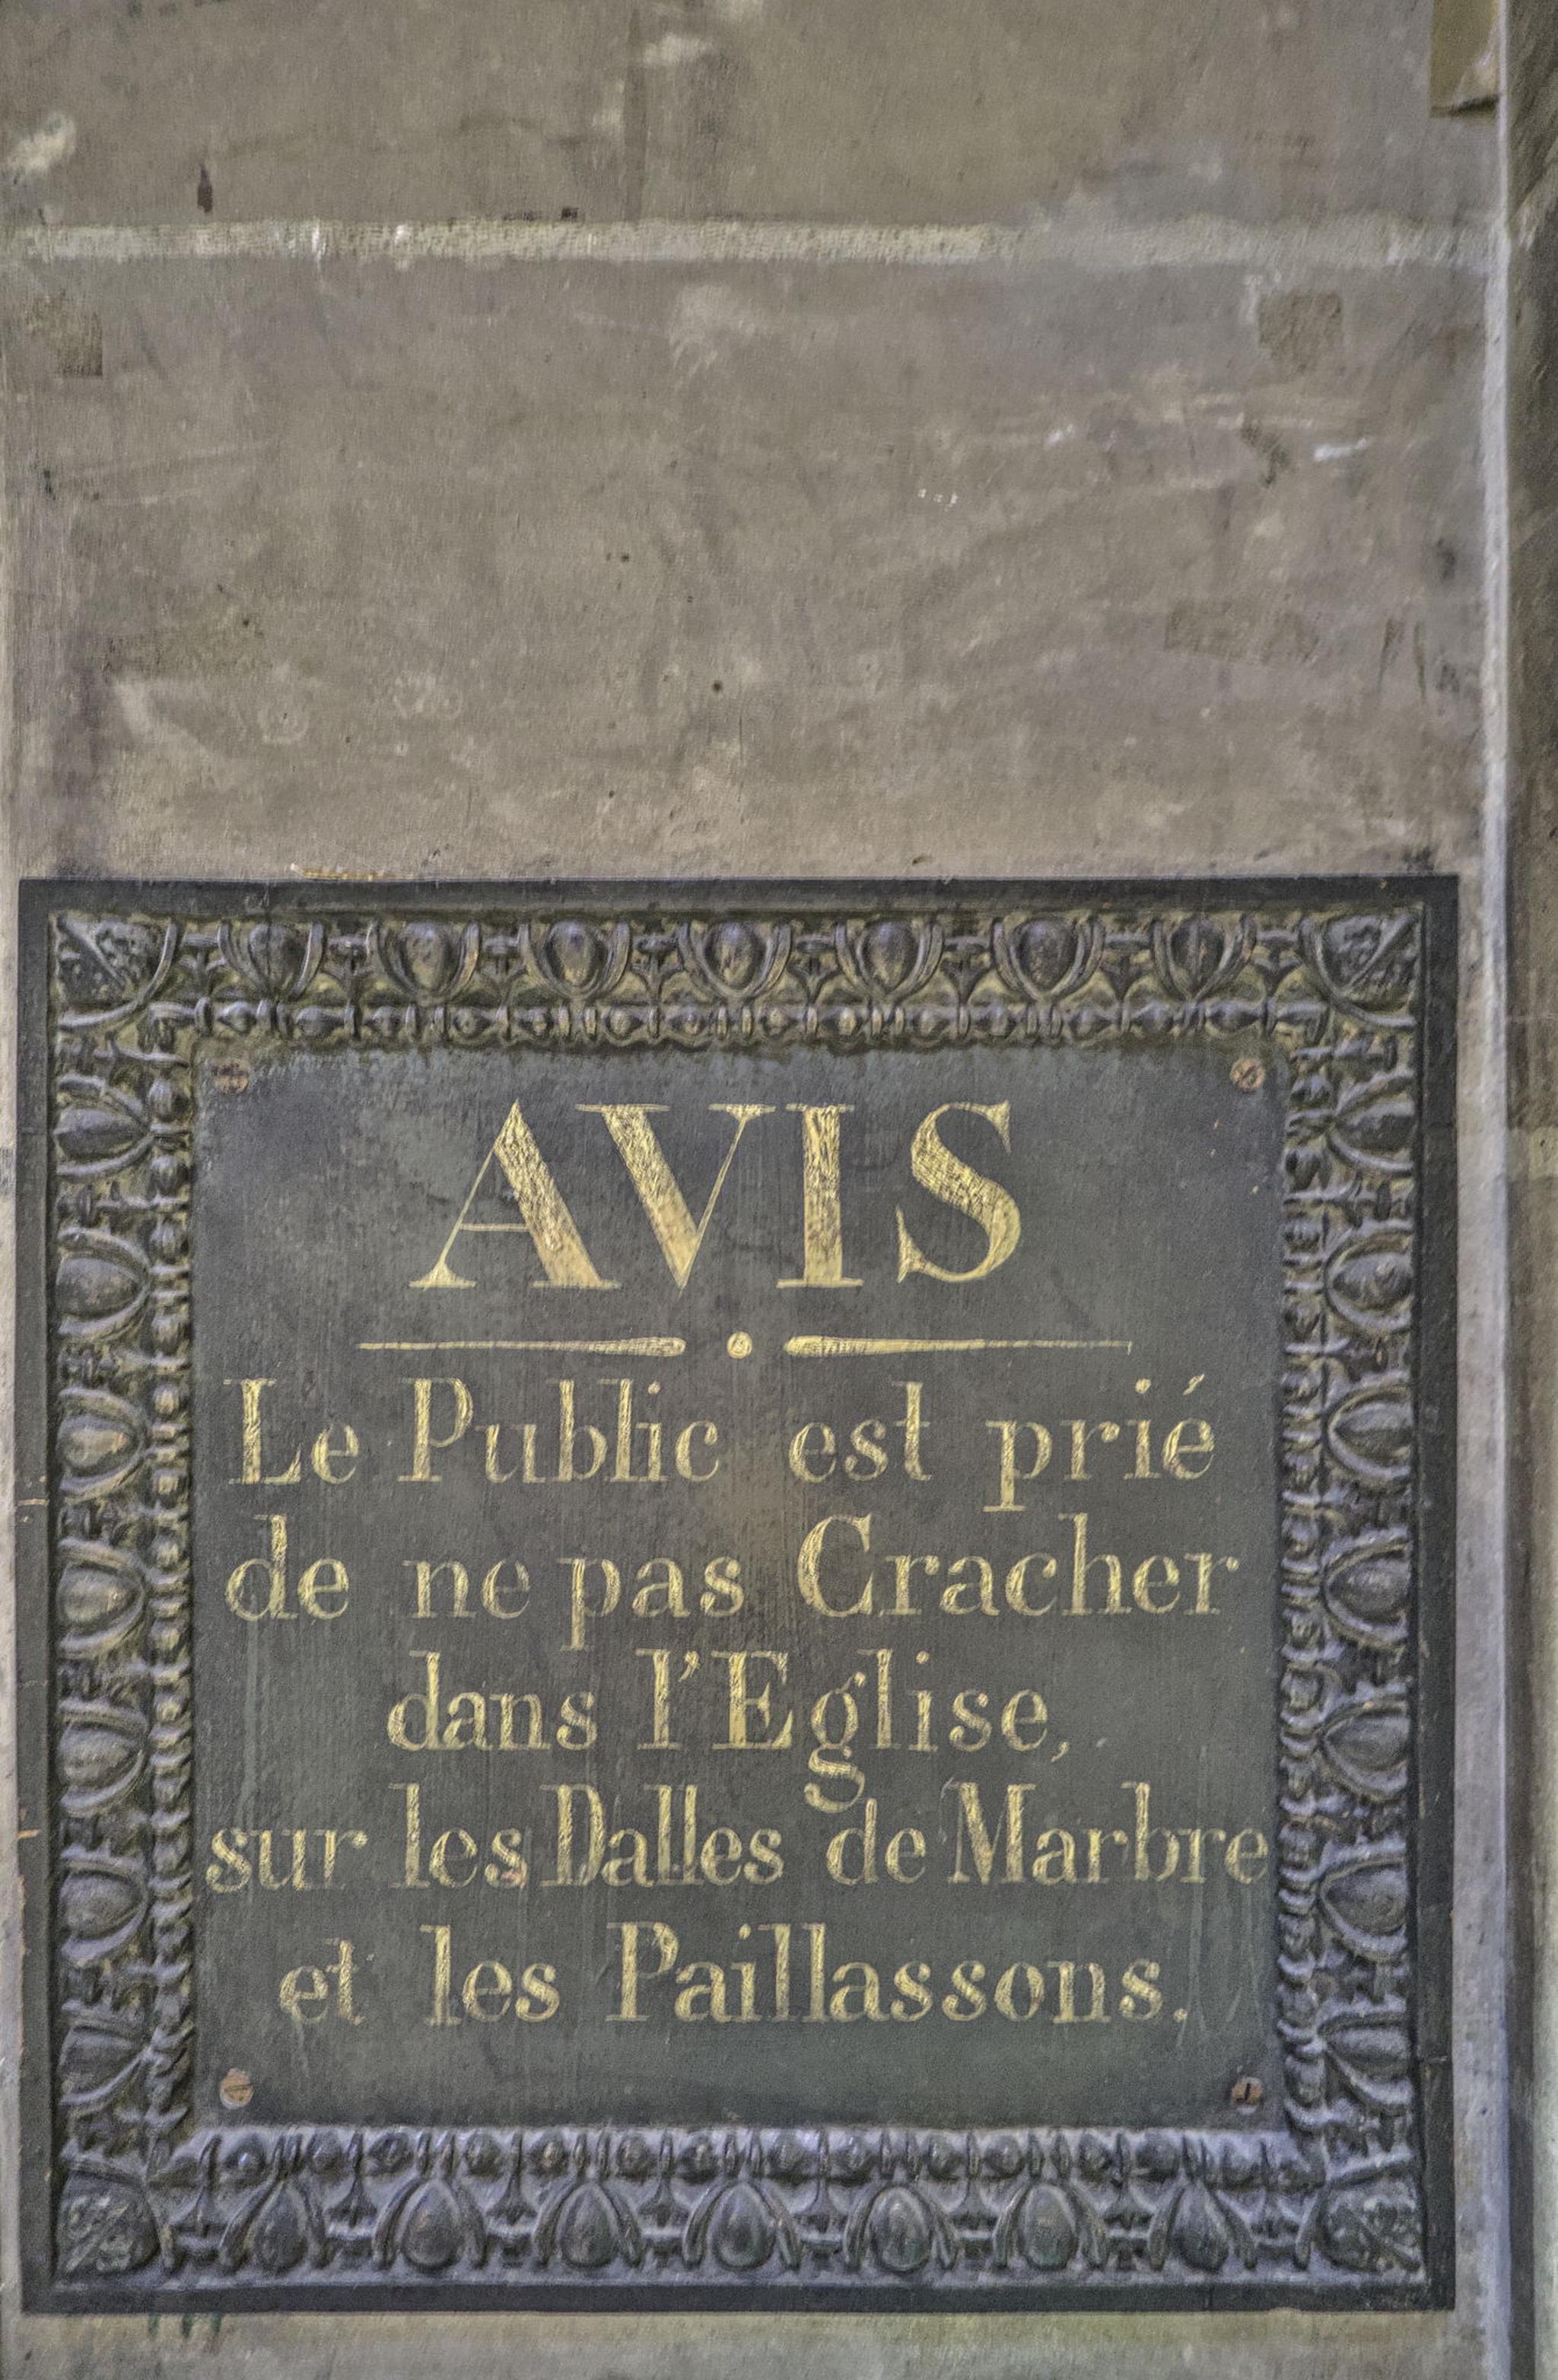 AVIS
Le Public est prié
de ne pas Cracher
dans l'Eglise,
sur les Dalles de Marbre
et les Paillassons.